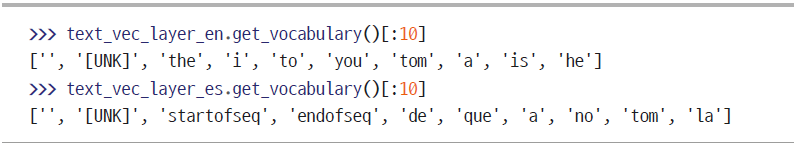 >>> text_vec_layer_en.get_vocabulary()[:10]
['', '[UNK]', 'the', 'i', 'to', 'you', 'tom', 'a', 'is', 'he']
>>> text_vec_layer_es.get_vocabulary()[:10]
['', '[UNK]', 'startofseq', 'endofseq', 'de', 'que', 'a', 'no', 'tom', 'la']